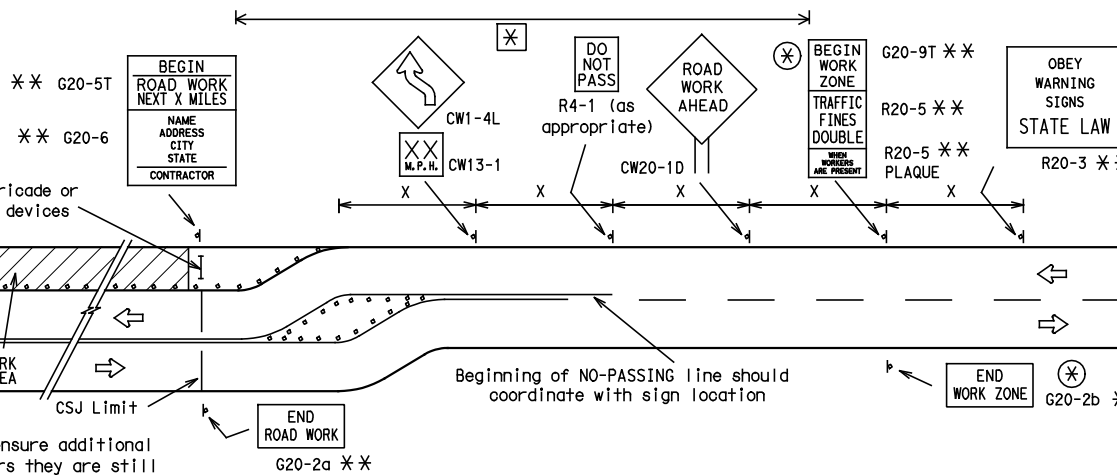 ** G20-5T
** G20-6
BEGIN
ROAD WORK
NEXT X MILES
NAME
ADDRESS
CITY
STATE
CONTRACTOR
*
CW1-4L
XX
M.P.H.
CW13-1
DO
NOT
PASS
R4-1 (as
appropriate)
ROAD
WORK
AHEAD
CW20-1D
*
BEGIN
WORK
ZONE
TRAFFIC
FINES
DOUBLE
WHEN
WORKERS
ARE PRESENT
G20-9T **
R20-5 **
R20-5 **
PLAQUE
OBEY
WARNING
SIGNS
STATE LAW
R20-3 *
X
X
X
X
X
ricade or
devices
RK
EA
CSJ Limit
END
ROAD WORK
G20-2a **
Beginning of NO-PASSING line should
coordinate with sign location
END
WORK ZONE
*
G20-2b *
ensure additional
rs they are still